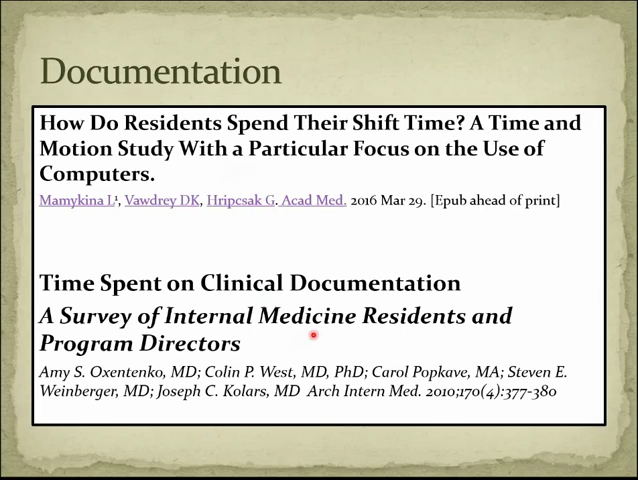 Documentation
How Do Residents Spend Their Shift Time? A Time and
Motion Study With a Particular Focus on the Use of
Computers.
Mamykina L¹, Vawdrey DK, Hripcsak G. Acad Med. 2016 Mar 29. [Epub ahead of print]
Time Spent on Clinical Documentation
A Survey of Internal Medicine Residents and
Program Directors
Amy S. Oxentenko, MD; Colin P. West, MD, PhD; Carol Popkave, MA; Steven E.
Weinberger, MD; Joseph C. Kolars, MD Arch Intern Med. 2010;170(4):377-380